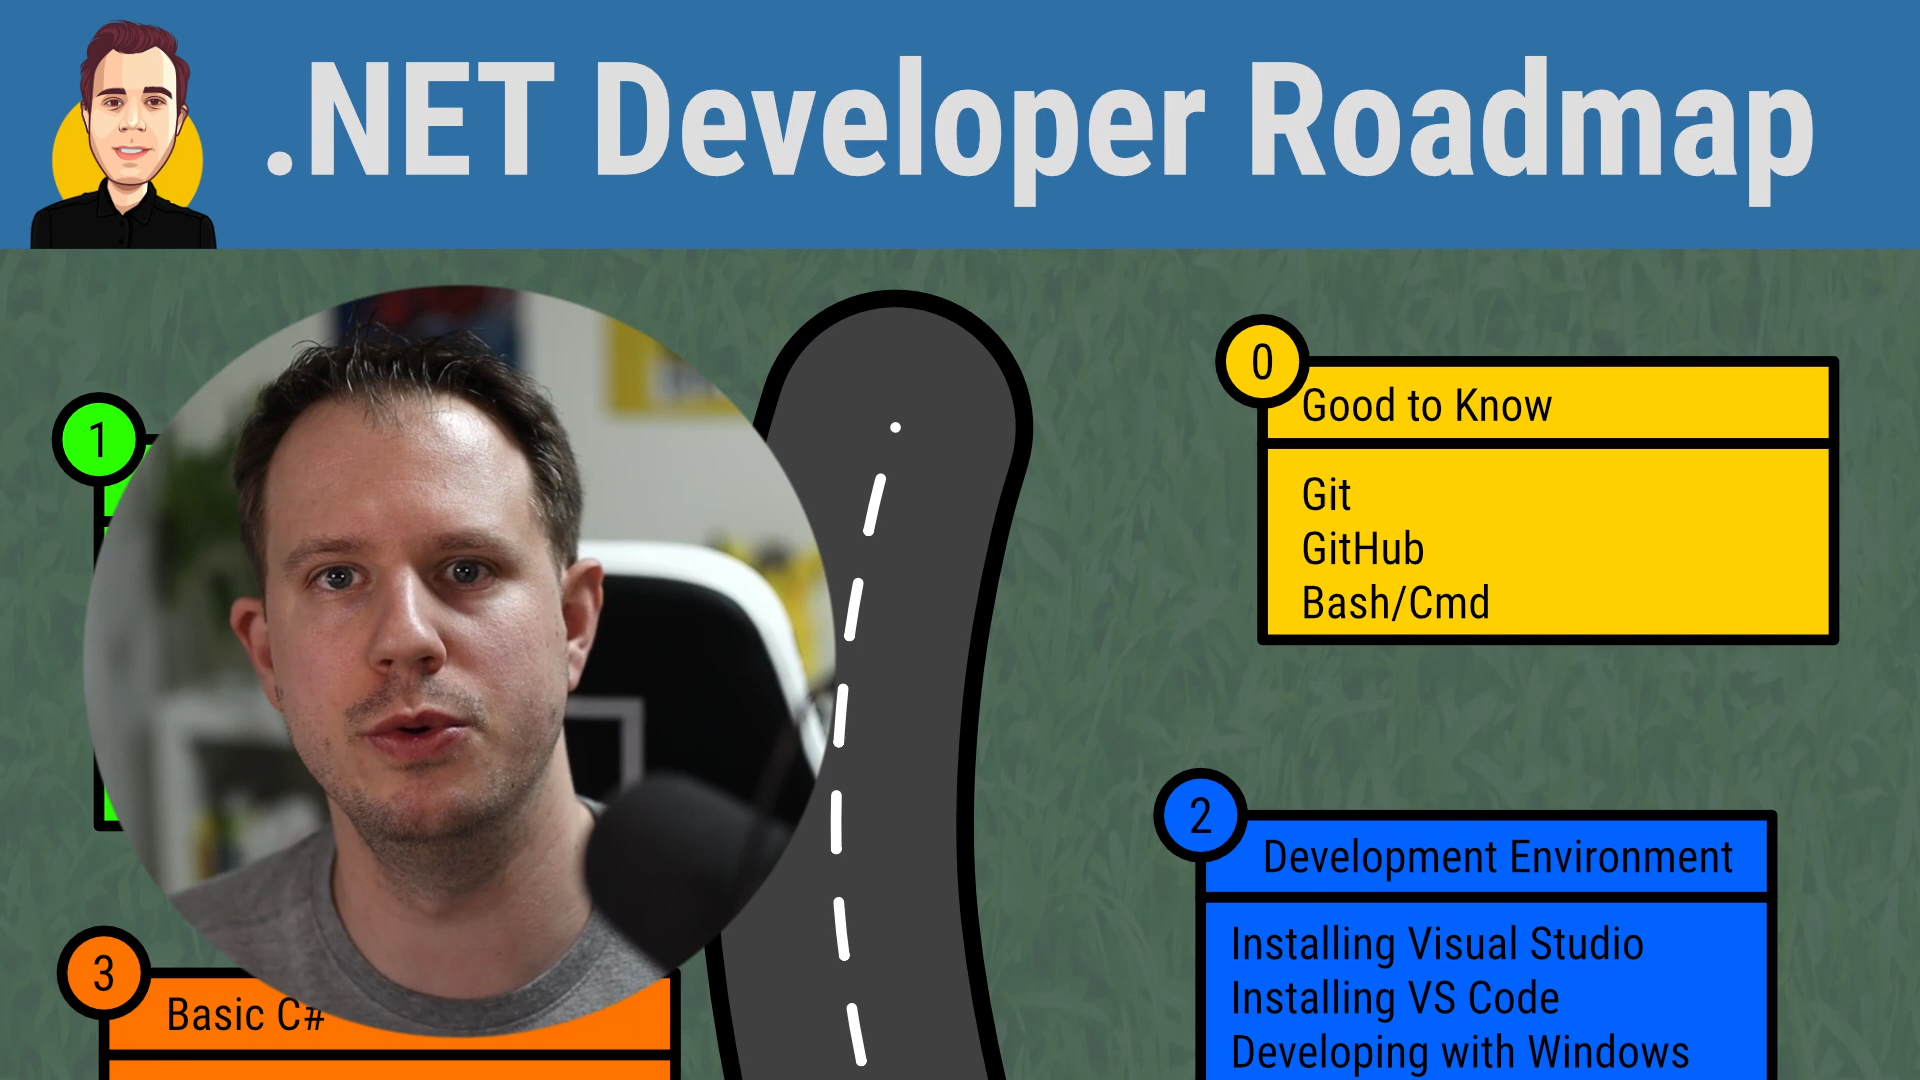 .NET Developer Roadmap
0
Good to Know
Git
GitHub
Bash/Cmd
1
2
Development Environment
Installing Visual Studio
Installing VS Code
Developing with Windows
3
Basic C#